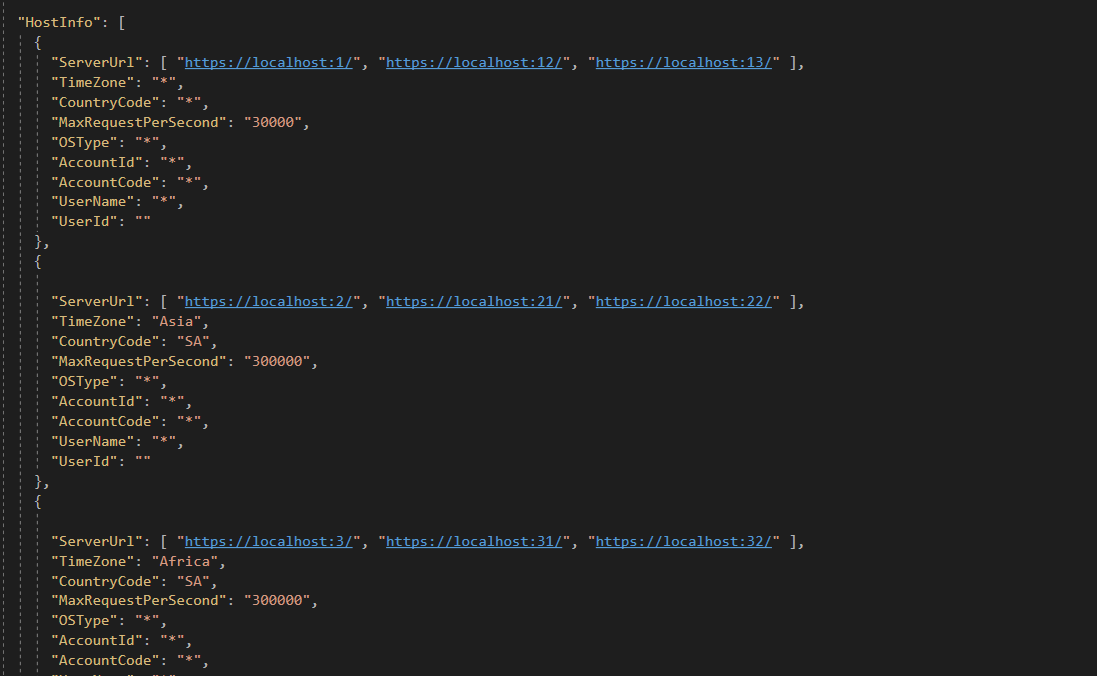 "HostInfo": [
{
"ServerUrl": [ "https://localhost:1/", "https://localhost:12/", "https://localhost:13/" ],
"TimeZone": "*",
"CountryCode": "*",
"MaxRequestPerSecond": "30000",
"OSType": "*",
"AccountId": "*",
"AccountCode": "*",
"UserName": "*",
"UserId": ""
},
{
"ServerUrl": [ "https://localhost:2/", "https://localhost:21/", "https://localhost:22/" ],
"TimeZone": "Asia",
"CountryCode": "SA",
"MaxRequestPerSecond": "300000",
"OSType": "*",
"AccountId": "*",
"AccountCode": "*",
"UserName": "*",
"UserId": ""
},
{
"ServerUrl": [ "https://localhost:3/", "https://localhost:31/", "https://localhost:32/" ],
"TimeZone": "Africa",
"CountryCode": "SA",
"MaxRequestPerSecond": "300000",
"OSType": "*",
"AccountId": "*",
"AccountCode": "*",